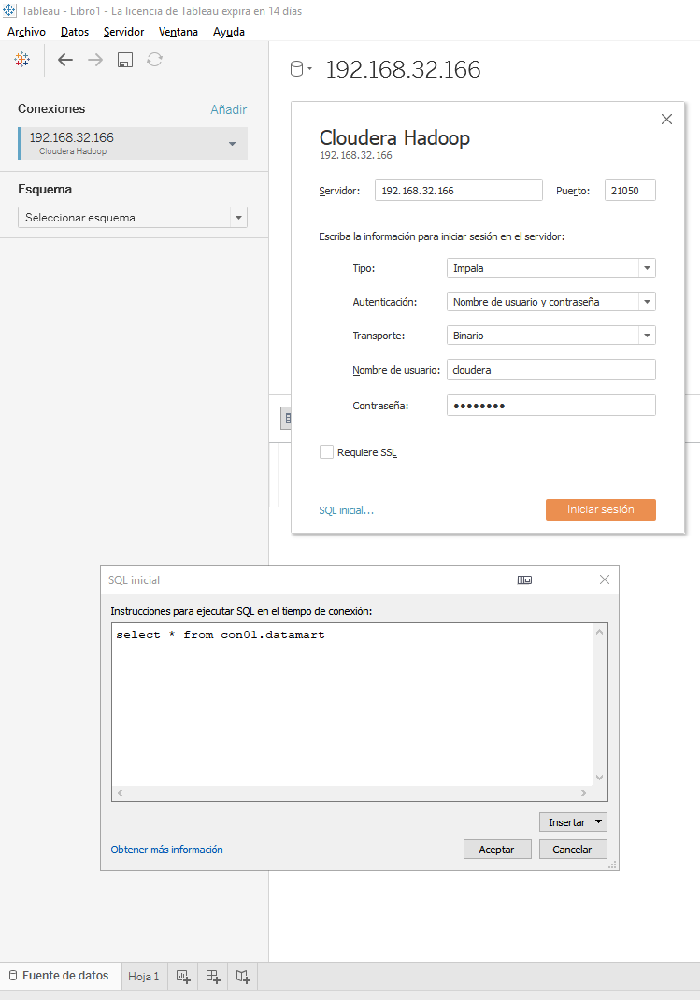 Tableau - Libro1 - La licencia de Tableau expira en 14 días
Archivo Datos Servidor Ventana Ayuda
192.168.32.166
Conexiones Añadir
192.168.32.166
Cloudera Hadoop
Esquema
Seleccionar esquema
Cloudera Hadoop
192.168.32.166
Servidor: 192.168.32.166 Puerto: 21050
Escriba la información para iniciar sesión en el servidor:
Tipo: Impala
Autenticación: Nombre de usuario y contraseña
Transporte: Binario
Nombre de usuario: cloudera
Contraseña: ●●●●●●●●
Requiere SSL
SQL inicial... Iniciar sesión
SQL inicial
Instrucciones para ejecutar SQL en el tiempo de conexión:
select * from con01.datamart
Insertar
Obtener más información Aceptar Cancelar
Fuente de datos Hoja 1